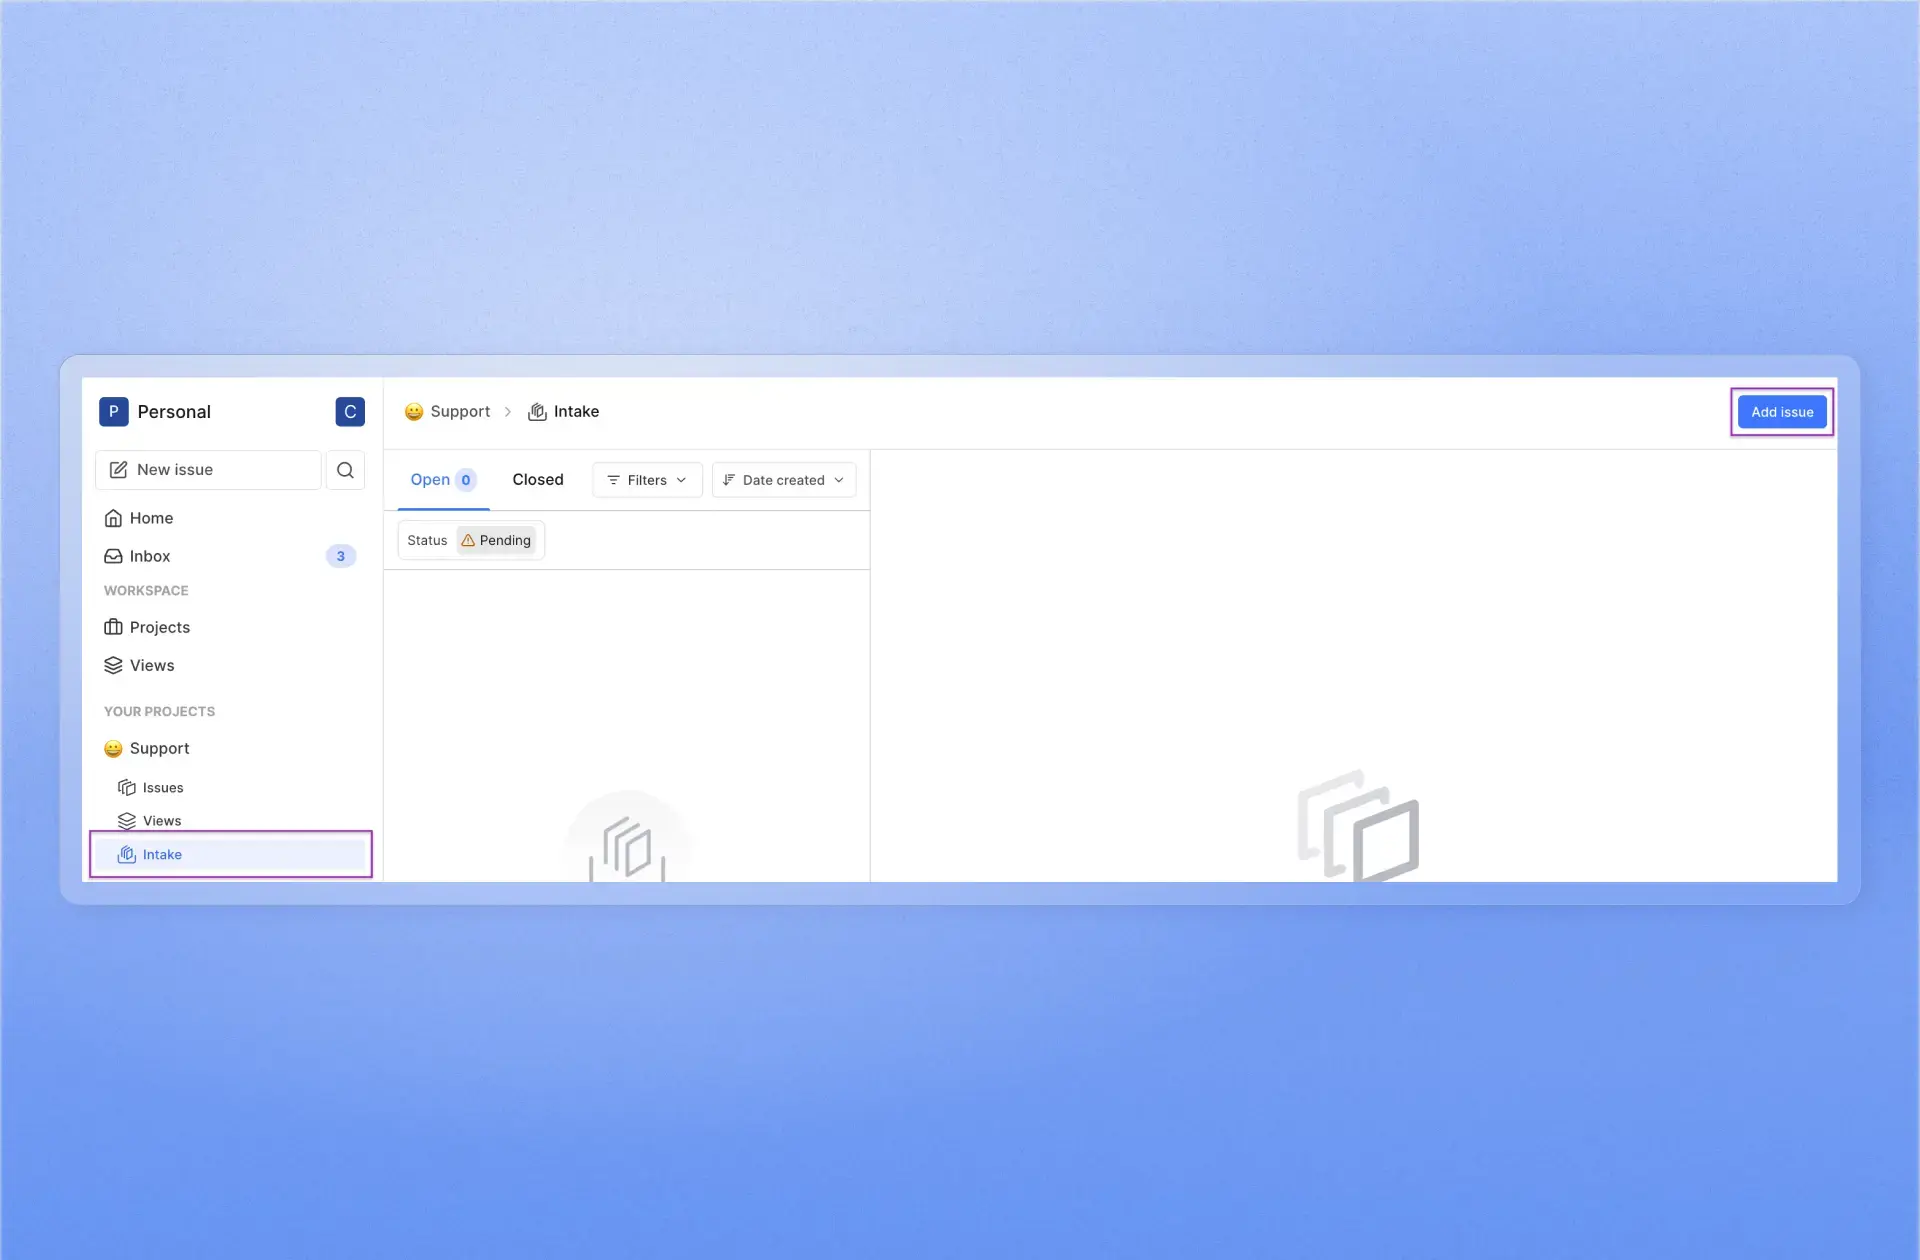 P Personal C
New issue
Home
Inbox 3
WORKSPACE
Projects
Views
YOUR PROJECTS
Support
Issues
Views
Intake
Support > Intake
Add issue
Open 0 Closed Filters Date created
Status Pending